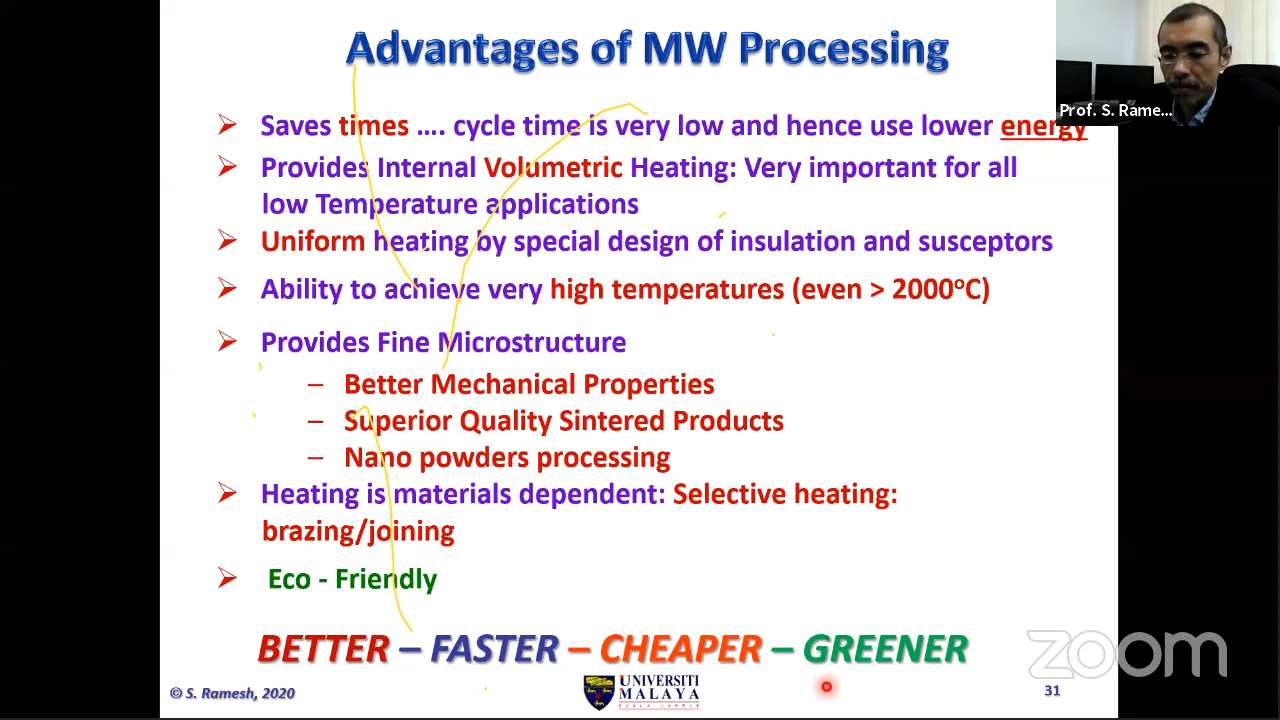 Advantages of MW Processing
Prof. S. Rame...
Saves times .... cycle time is very low and hence use lower energy
Provides Internal Volumetric Heating: Very important for all
low Temperature applications
Uniform heating by special design of insulation and susceptors
Ability to achieve very high temperatures (even > 2000ºC)
Provides Fine Microstructure
– Better Mechanical Properties
– Superior Quality Sintered Products
– Nano powders processing
Heating is materials dependent: Selective heating:
brazing/joining
Eco - Friendly
BETTER – FASTER – CHEAPER – GREENER
zoom
© S. Ramesh, 2020
UNIVERSITI
MALAYA
KUALA LUMPUR
31